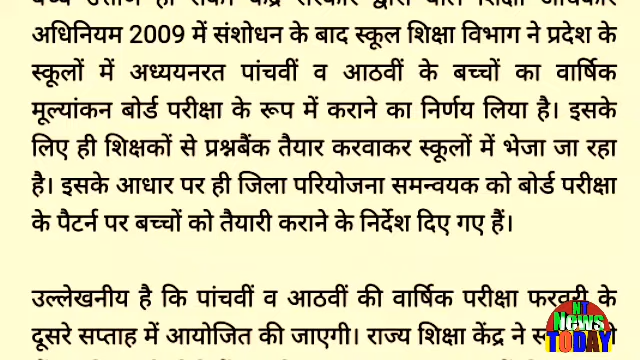 अधिनियम 2009 में संशोधन के बाद स्कूल शिक्षा विभाग ने प्रदेश के
स्कूलों में अध्ययनरत पांचवीं व आठवीं के बच्चों का वार्षिक
मूल्यांकन बोर्ड परीक्षा के रूप में कराने का निर्णय लिया है। इसके
लिए ही शिक्षकों से प्रश्नबैंक तैयार करवाकर स्कूलों में भेजा जा रहा
है। इसके आधार पर ही जिला परियोजना समन्वयक को बोर्ड परीक्षा
के पैटर्न पर बच्चों को तैयारी कराने के निर्देश दिए गए हैं।
उल्लेखनीय है कि पांचवीं व आठवीं की वार्षिक परीक्षा फरवरी के
दूसरे सप्ताह में आयोजित की जाएगी। राज्य शिक्षा केंद्र ने
NT
News
TODAY